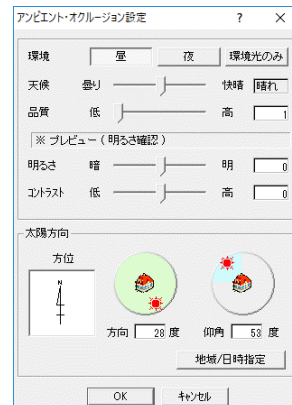 アンビエント・オクルージョン設定 ? ×
環境 昼 夜 環境光のみ
天候 曇り 快晴 晴れ
品質 低 高 1
※ プレビュー ( 明るさ確認 )
明るさ 暗 明 0
コントラスト 低 高 0
太陽方向
方位
N
方向 28 度 仰角 53 度
地域/日時指定
OK キャンセル